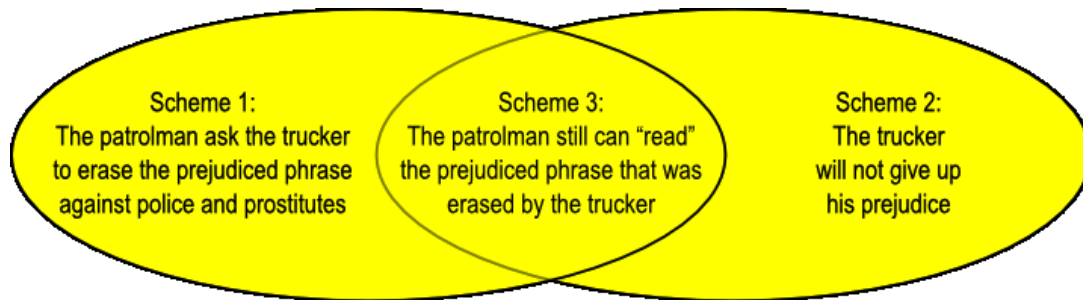 Scheme 1:
The patrolman ask the trucker
to erase the prejudiced phrase
against police and prostitutes
Scheme 3:
The patrolman still can “read”
the prejudiced phrase that was
erased by the trucker
Scheme 2:
The trucker
will not give up
his prejudice